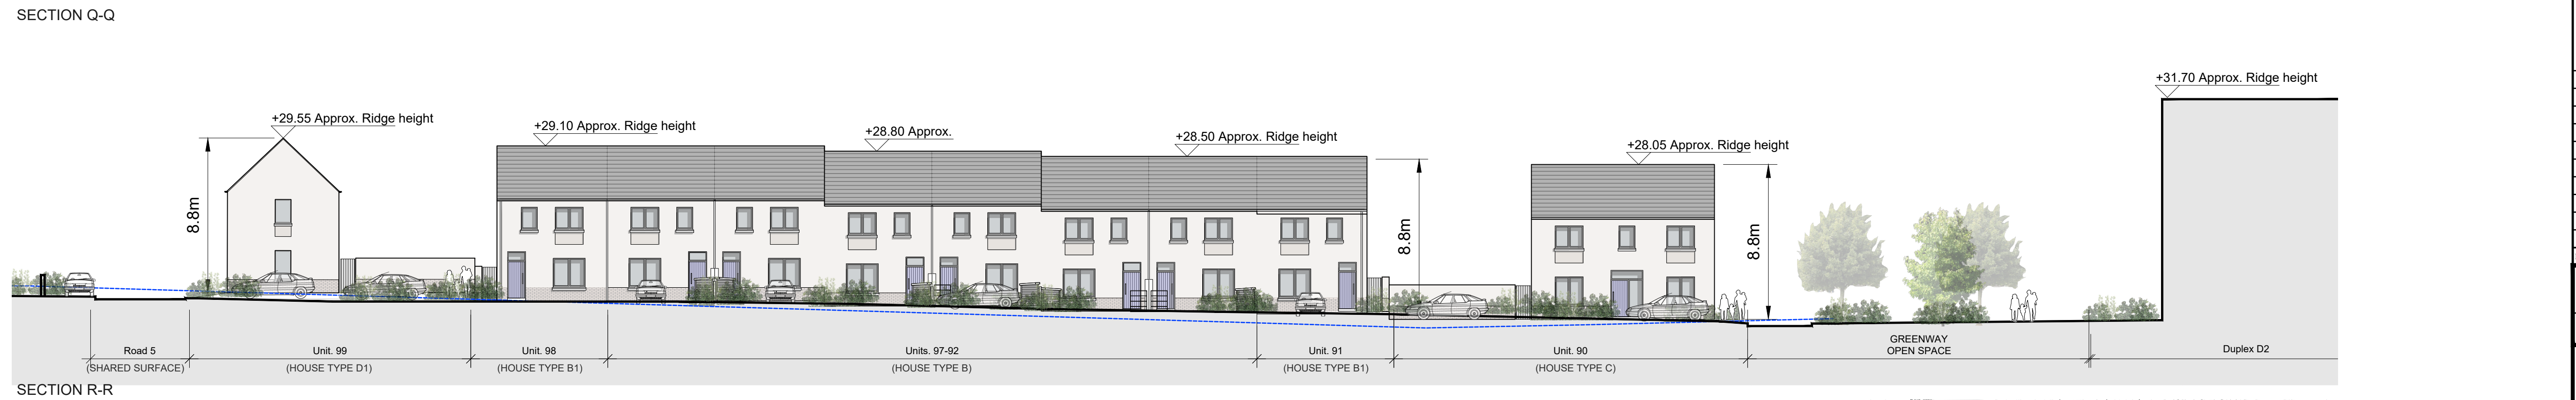 SECTION Q-Q
+31.70 Approx. Ridge height
+29.55 Approx. Ridge height
+29.10 Approx. Ridge height
+28.80 Approx.
+28.50 Approx. Ridge height
+28.05 Approx. Ridge height
8.8m
8.8m
8.8m
Road 5
(SHARED SURFACE)
Unit. 99
(HOUSE TYPE D1)
Unit. 98
(HOUSE TYPE B1)
Units. 97-92
(HOUSE TYPE B)
Unit. 91
(HOUSE TYPE B1)
Unit. 90
(HOUSE TYPE C)
GREENWAY
OPEN SPACE
Duplex D2
SECTION R-R